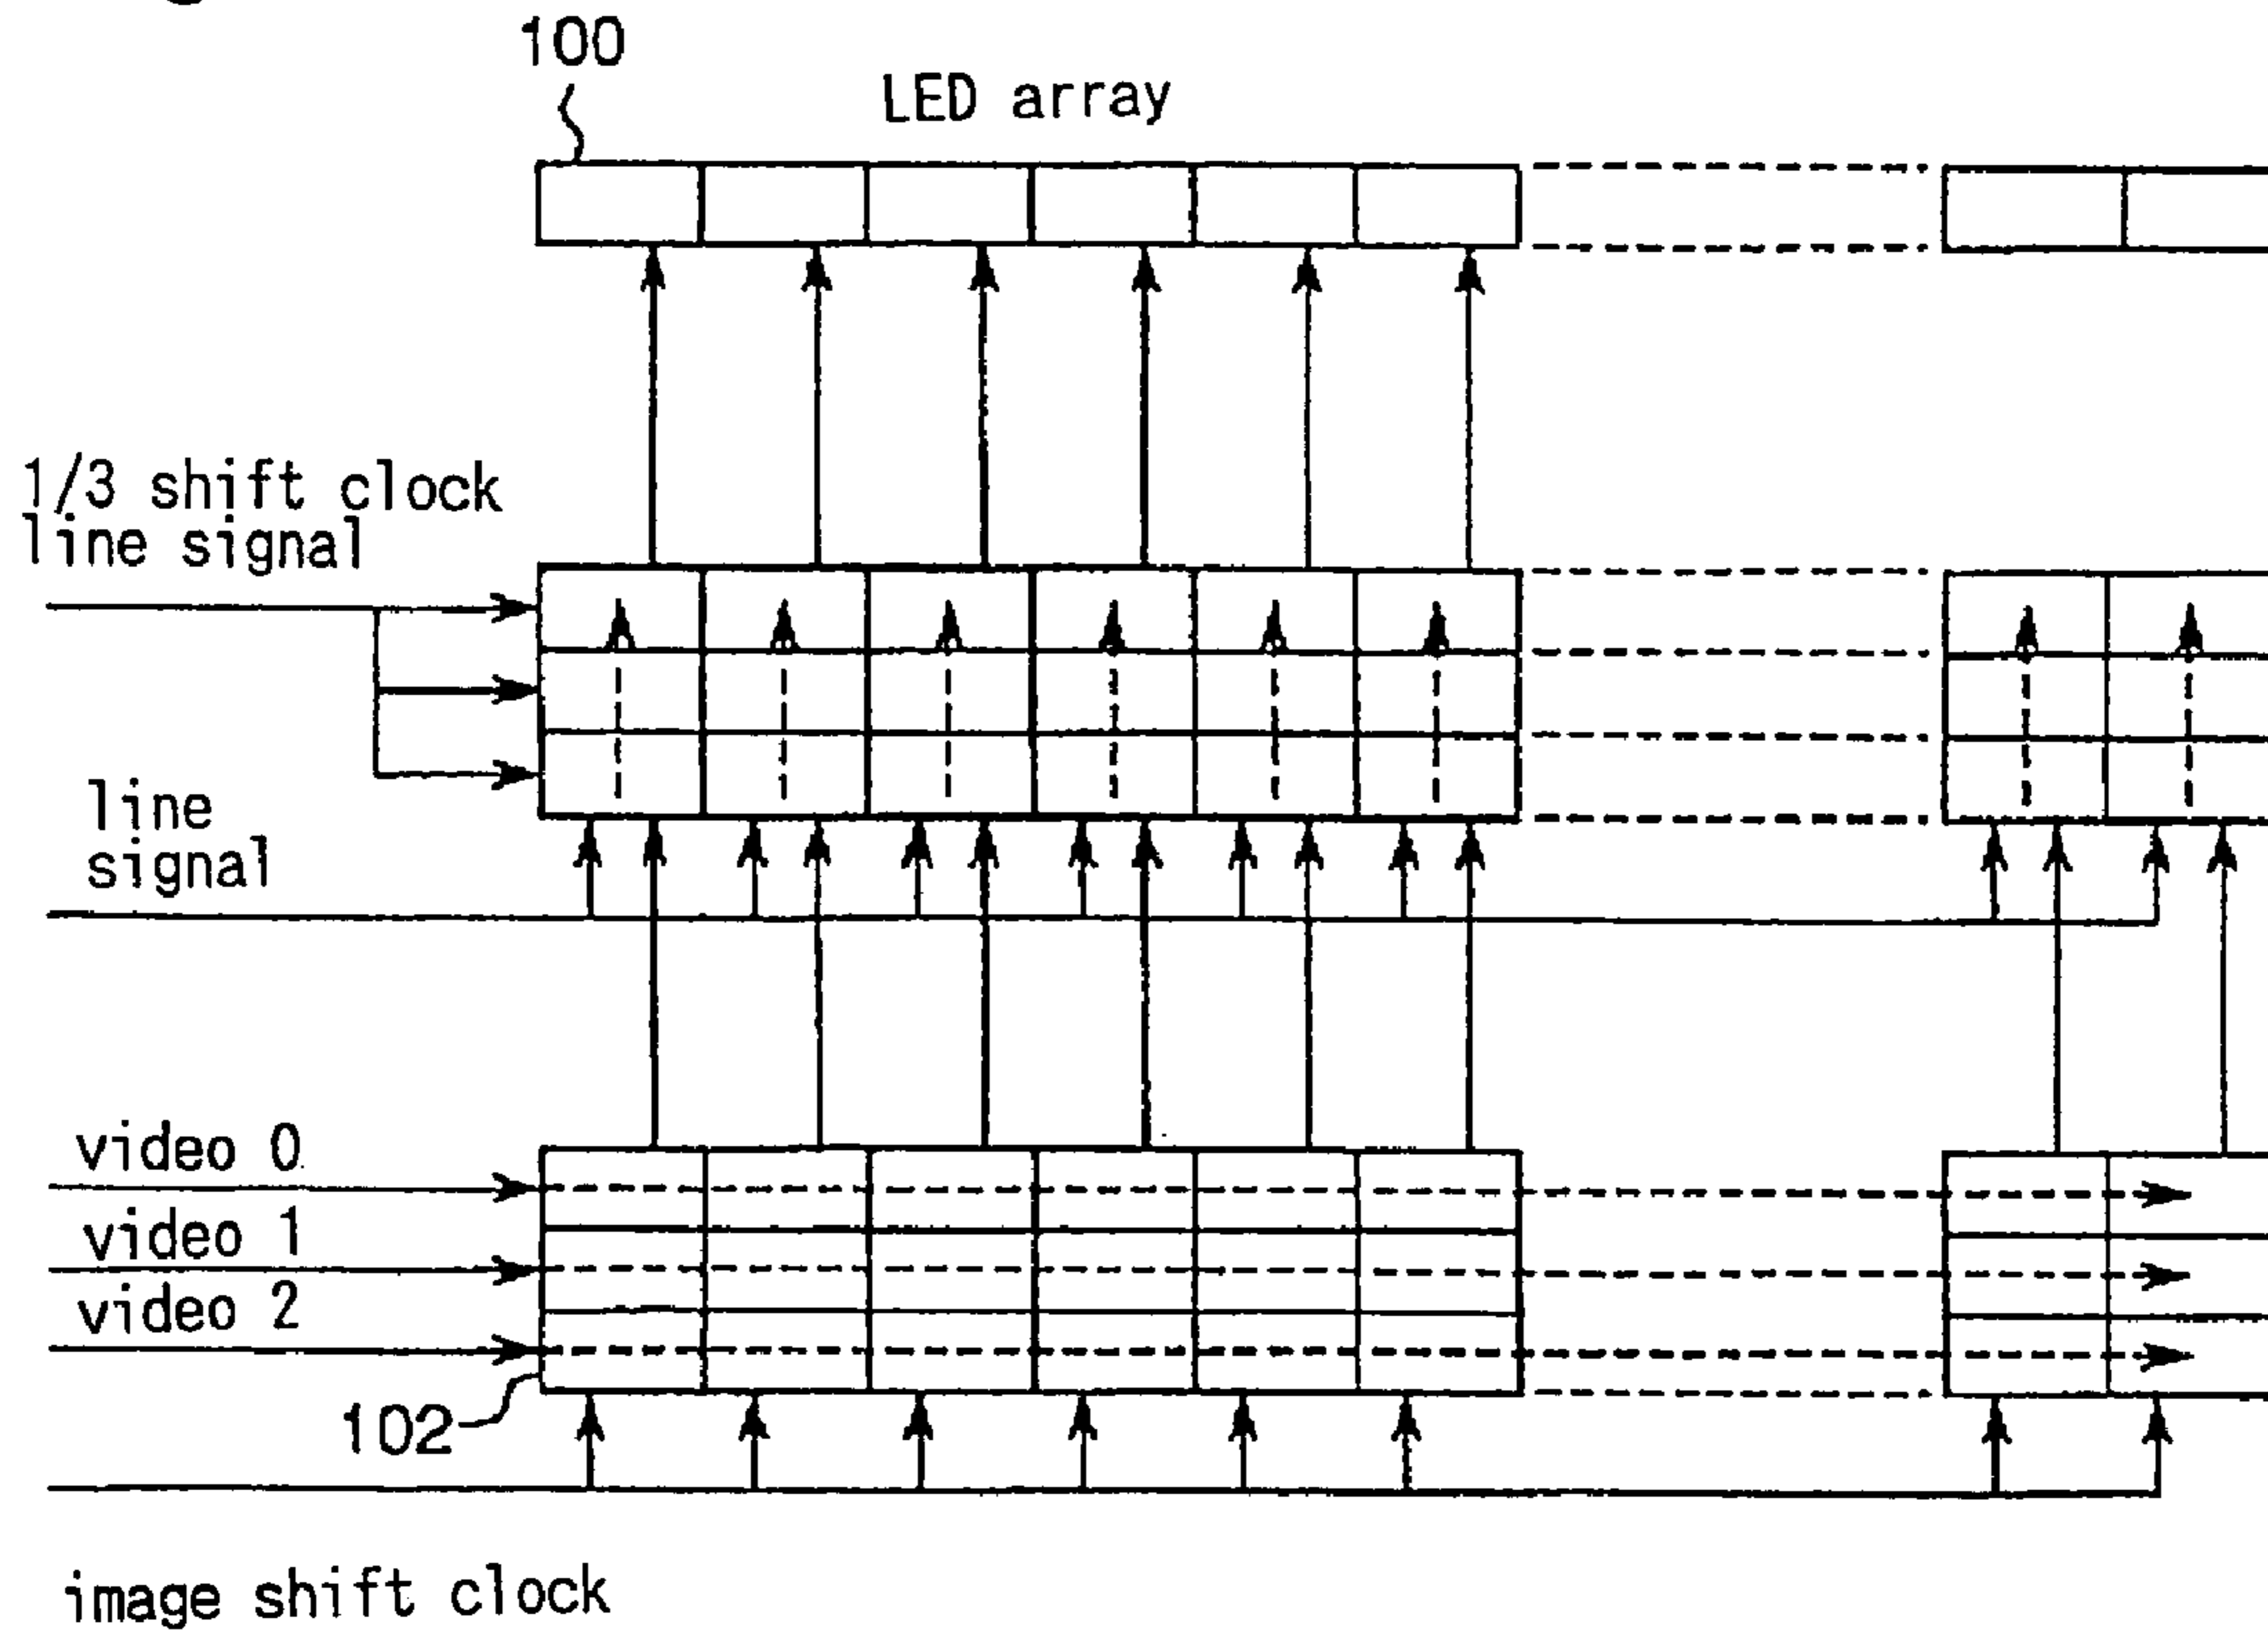 100
LED array
1/3 shift clock
line signal
line
signal
video 0
video 1
video 2
102
image shift clock